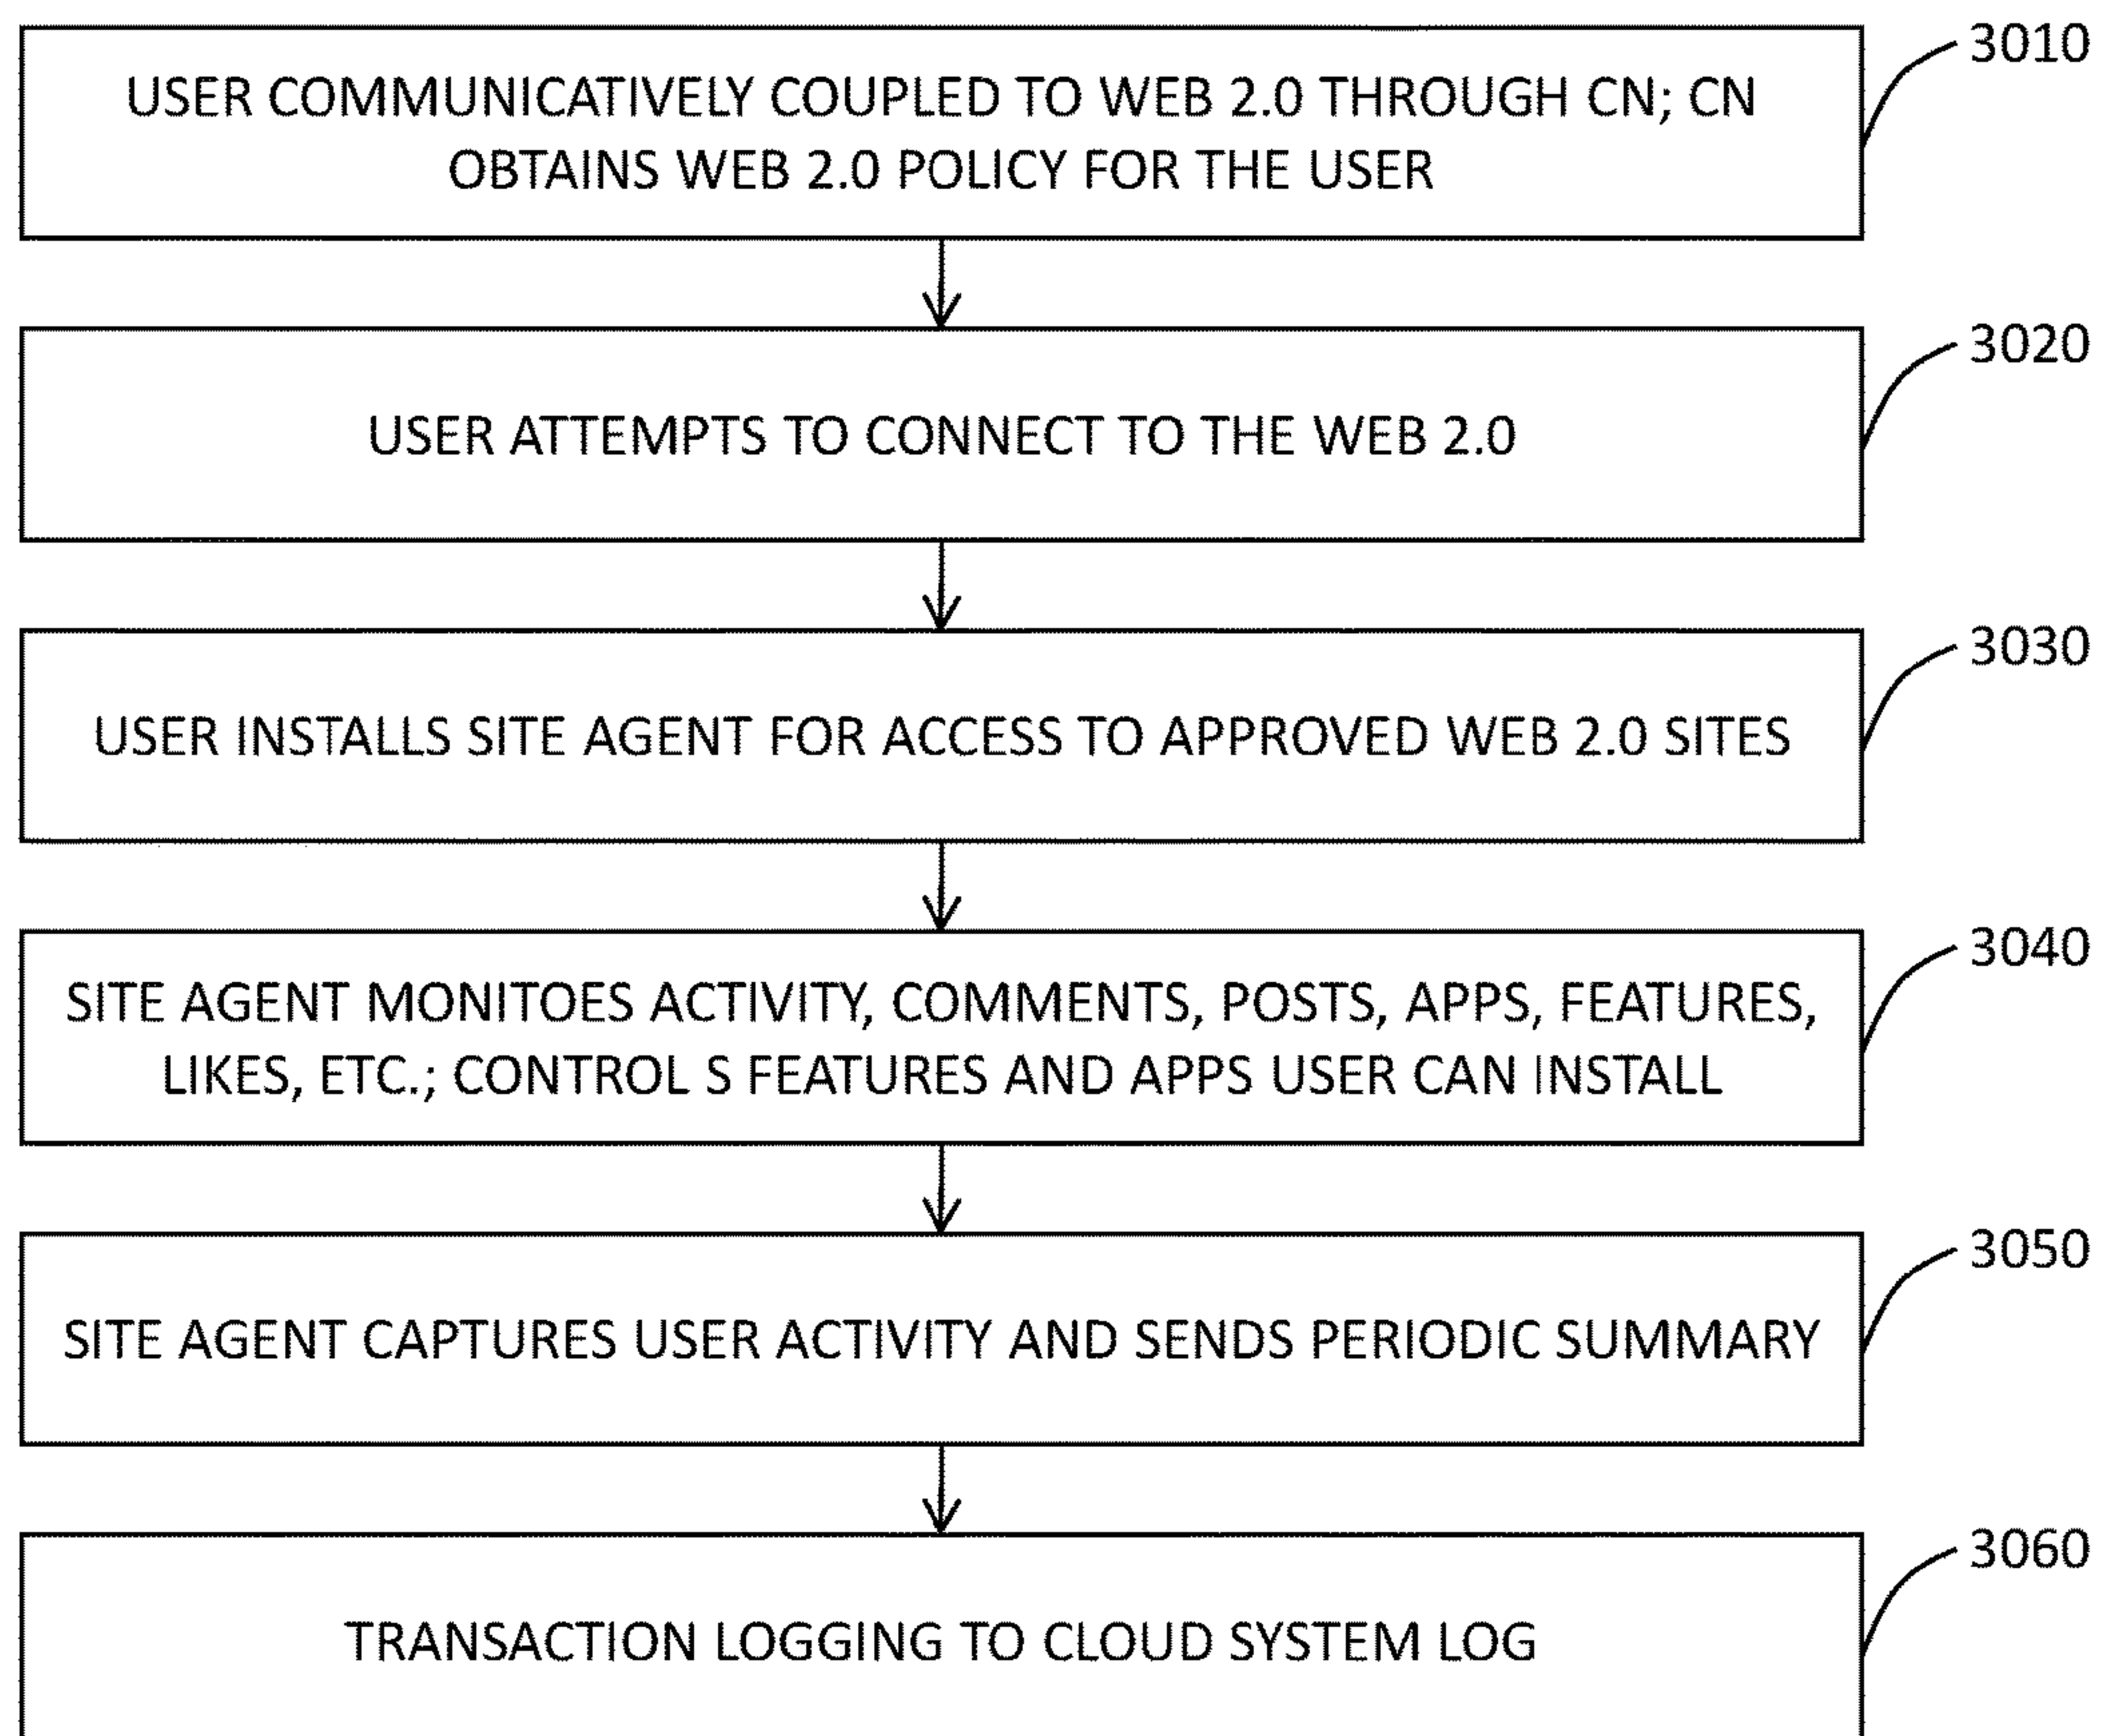 3010
USER COMMUNICATIVELY COUPLED TO WEB 2.0 THROUGH CN; CN
OBTAINS WEB 2.0 POLICY FOR THE USER
3020
USER ATTEMPTS TO CONNECT TO THE WEB 2.0
3030
USER INSTALLS SITE AGENT FOR ACCESS TO APPROVED WEB 2.0 SITES
3040
SITE AGENT MONITOES ACTIVITY, COMMENTS, POSTS, APPS, FEATURES,
LIKES, ETC.; CONTROL S FEATURES AND APPS USER CAN INSTALL
3050
SITE AGENT CAPTURES USER ACTIVITY AND SENDS PERIODIC SUMMARY
3060
TRANSACTION LOGGING TO CLOUD SYSTEM LOG